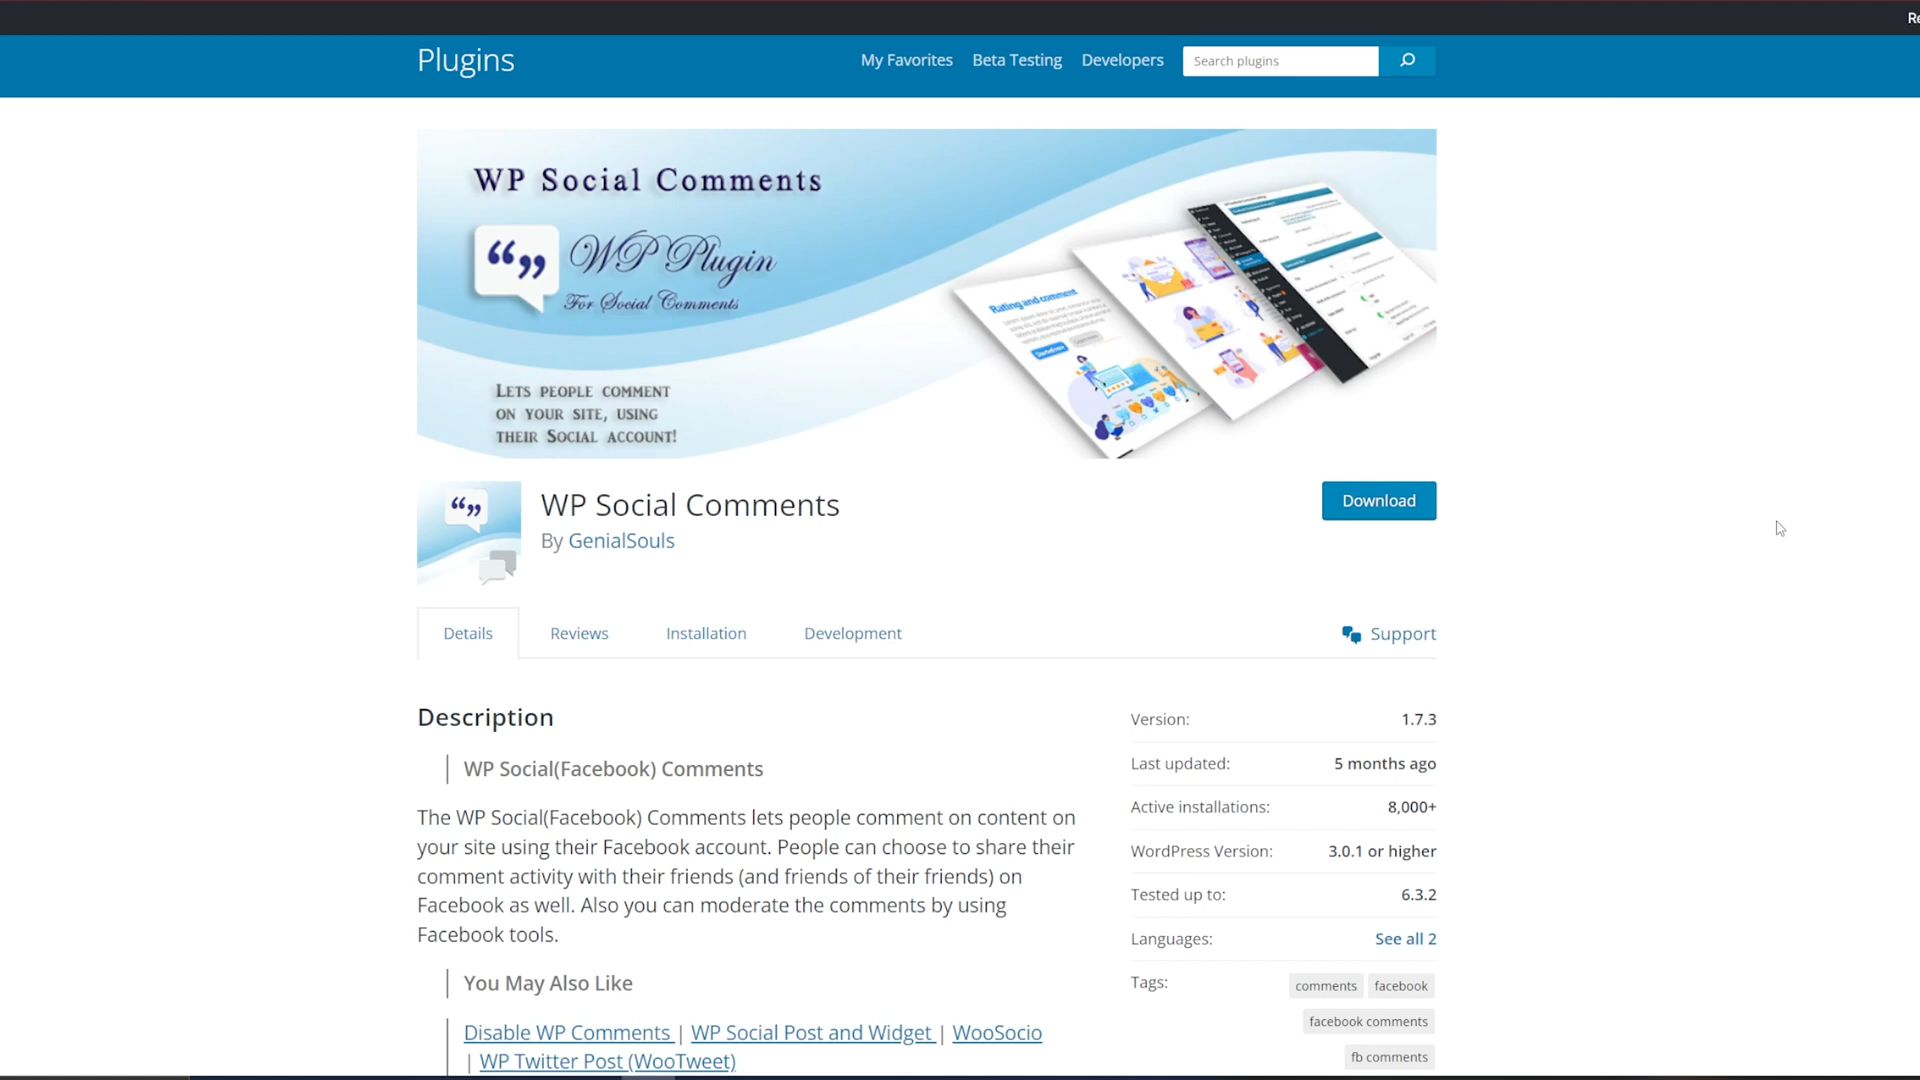 Re
Plugins
My Favorites Beta Testing Developers Search plugins
WP Social Comments
WP Plugin
For Social Comments
Rating and comment
Started now
LETS PEOPLE COMMENT
ON YOUR SITE, USING
THEIR SOCIAL ACCOUNT!
WP Social Comments
By GenialSouls
Download
Details Reviews Installation Development Support
Description
WP Social(Facebook) Comments
The WP Social(Facebook) Comments lets people comment on content on
your site using their Facebook account. People can choose to share their
comment activity with their friends (and friends of their friends) on
Facebook as well. Also you can moderate the comments by using
Facebook tools.
You May Also Like
Disable WP Comments | WP Social Post and Widget | WooSocio
| WP Twitter Post (WooTweet)
Version: 1.7.3
Last updated: 5 months ago
Active installations: 8,000+
WordPress Version: 3.0.1 or higher
Tested up to: 6.3.2
Languages: See all 2
Tags: comments facebook
facebook comments
fb comments